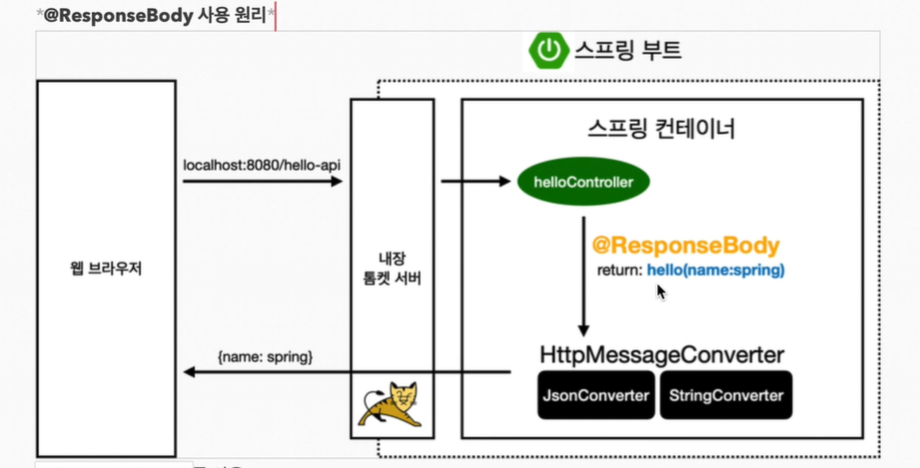 *@ResponseBody 사용 원리*
스프링 부트
스프링 컨테이너
localhost:8080/hello-api
helloController
@ResponseBody
return: hello(name:spring)
웹 브라우저
내장
톰켓 서버
{name: spring}
HttpMessageConverter
JsonConverter
StringConverter